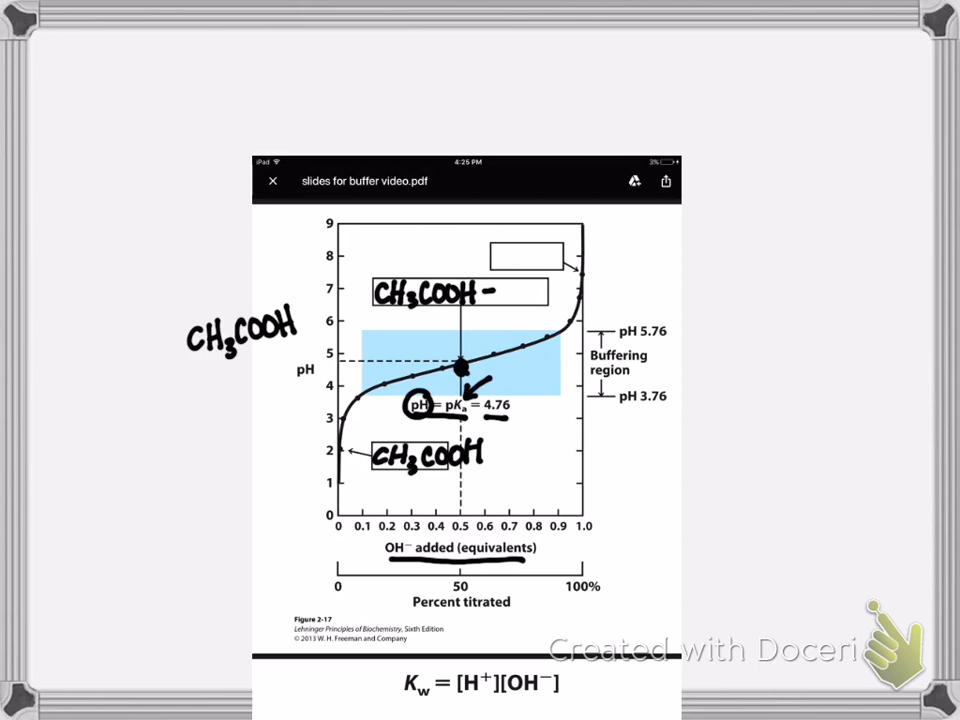 iPad 4:25 PM 3%
slides for buffer video.pdf
9
8
7
6
5
4
3
2
1
0
pH
CH₃COOH
CH₃COOH -
pH = pKₐ = 4.76
CH₃COOH
pH 5.76
Buffering
region
pH 3.76
0 0.1 0.2 0.3 0.4 0.5 0.6 0.7 0.8 0.9 1.0
OH⁻ added (equivalents)
0 50 100%
Percent titrated
Figure 2-17
Lehninger Principles of Biochemistry, Sixth Edition
© 2013 W. H. Freeman and Company
Created with Doceri
K_w = [H⁺][OH⁻]